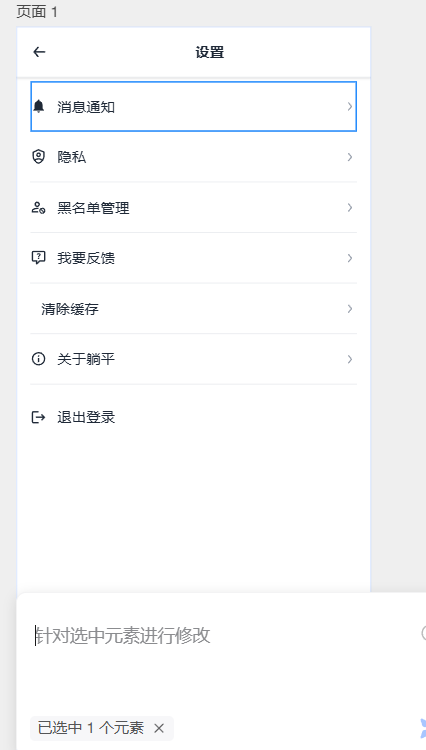 页面 1
设置
消息通知
隐私
黑名单管理
我要反馈
清除缓存
关于躺平
退出登录
针对选中元素进行修改
已选中 1 个元素